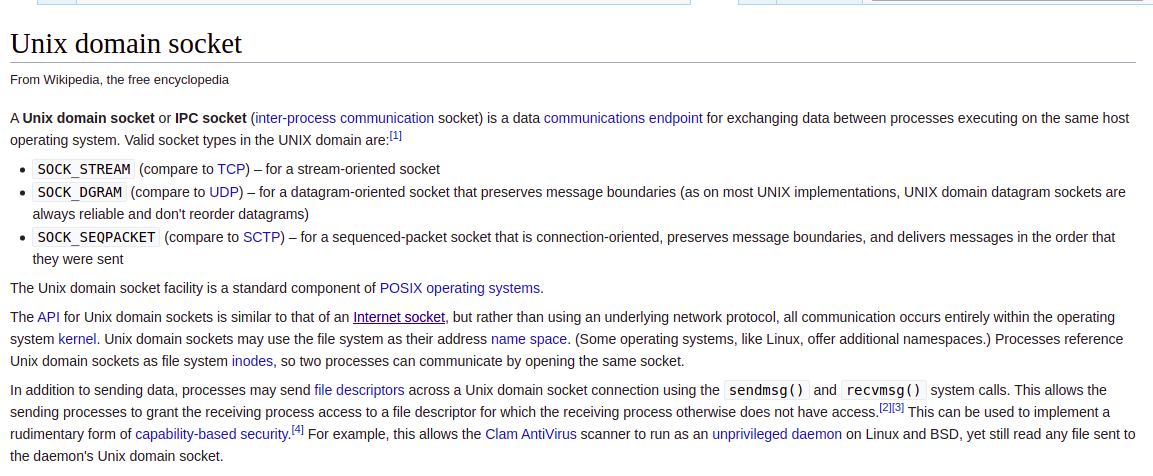 Unix domain socket
From Wikipedia, the free encyclopedia
A Unix domain socket or IPC socket (inter-process communication socket) is a data communications endpoint for exchanging data between processes executing on the same host
operating system. Valid socket types in the UNIX domain are:[1]
• SOCK_STREAM (compare to TCP) – for a stream-oriented socket
• SOCK_DGRAM (compare to UDP) – for a datagram-oriented socket that preserves message boundaries (as on most UNIX implementations, UNIX domain datagram sockets are
always reliable and don't reorder datagrams)
• SOCK_SEQPACKET (compare to SCTP) – for a sequenced-packet socket that is connection-oriented, preserves message boundaries, and delivers messages in the order that
they were sent
The Unix domain socket facility is a standard component of POSIX operating systems.
The API for Unix domain sockets is similar to that of an Internet socket, but rather than using an underlying network protocol, all communication occurs entirely within the operating
system kernel. Unix domain sockets may use the file system as their address name space. (Some operating systems, like Linux, offer additional namespaces.) Processes reference
Unix domain sockets as file system inodes, so two processes can communicate by opening the same socket.
In addition to sending data, processes may send file descriptors across a Unix domain socket connection using the sendmsg() and recvmsg() system calls. This allows the
sending processes to grant the receiving process access to a file descriptor for which the receiving process otherwise does not have access.[2][3] This can be used to implement a
rudimentary form of capability-based security.[4] For example, this allows the Clam AntiVirus scanner to run as an unprivileged daemon on Linux and BSD, yet still read any file sent to
the daemon's Unix domain socket.